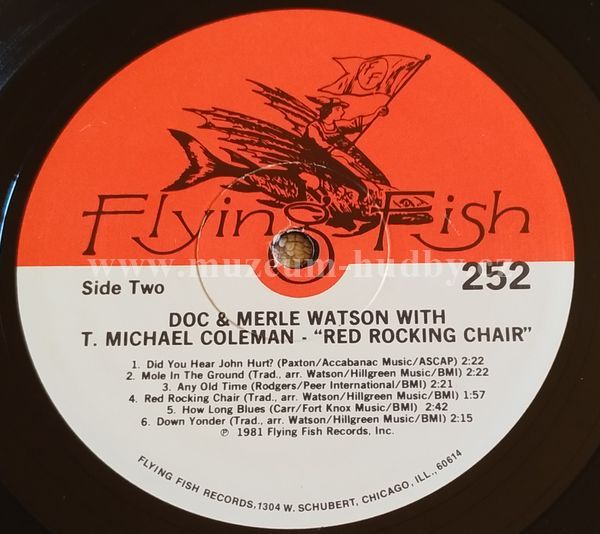 FF
Flying Fish
www.muzeum-hudby.cz
Side Two
252
DOC & MERLE WATSON WITH
T. MICHAEL COLEMAN - "RED ROCKING CHAIR"
1. Did You Hear John Hurt? (Paxton/Accabanac Music/ASCAP) 2:22
2. Mole In The Ground (Trad., arr. Watson/Hillgreen Music/BMI) 2:22
3. Any Old Time (Rodgers/Peer International/BMI) 2:21
4. Red Rocking Chair (Trad., arr. Watson/Hillgreen Music/BMI) 1:57
5. How Long Blues (Carr/Fort Knox Music/BMI) 2:42
6. Down Yonder (Trad., arr. Watson/Hillgreen Music/BMI) 2:15
℗ 1981 Flying Fish Records, Inc.
FLYING FISH RECORDS, 1304 W. SCHUBERT, CHICAGO, ILL., 60614